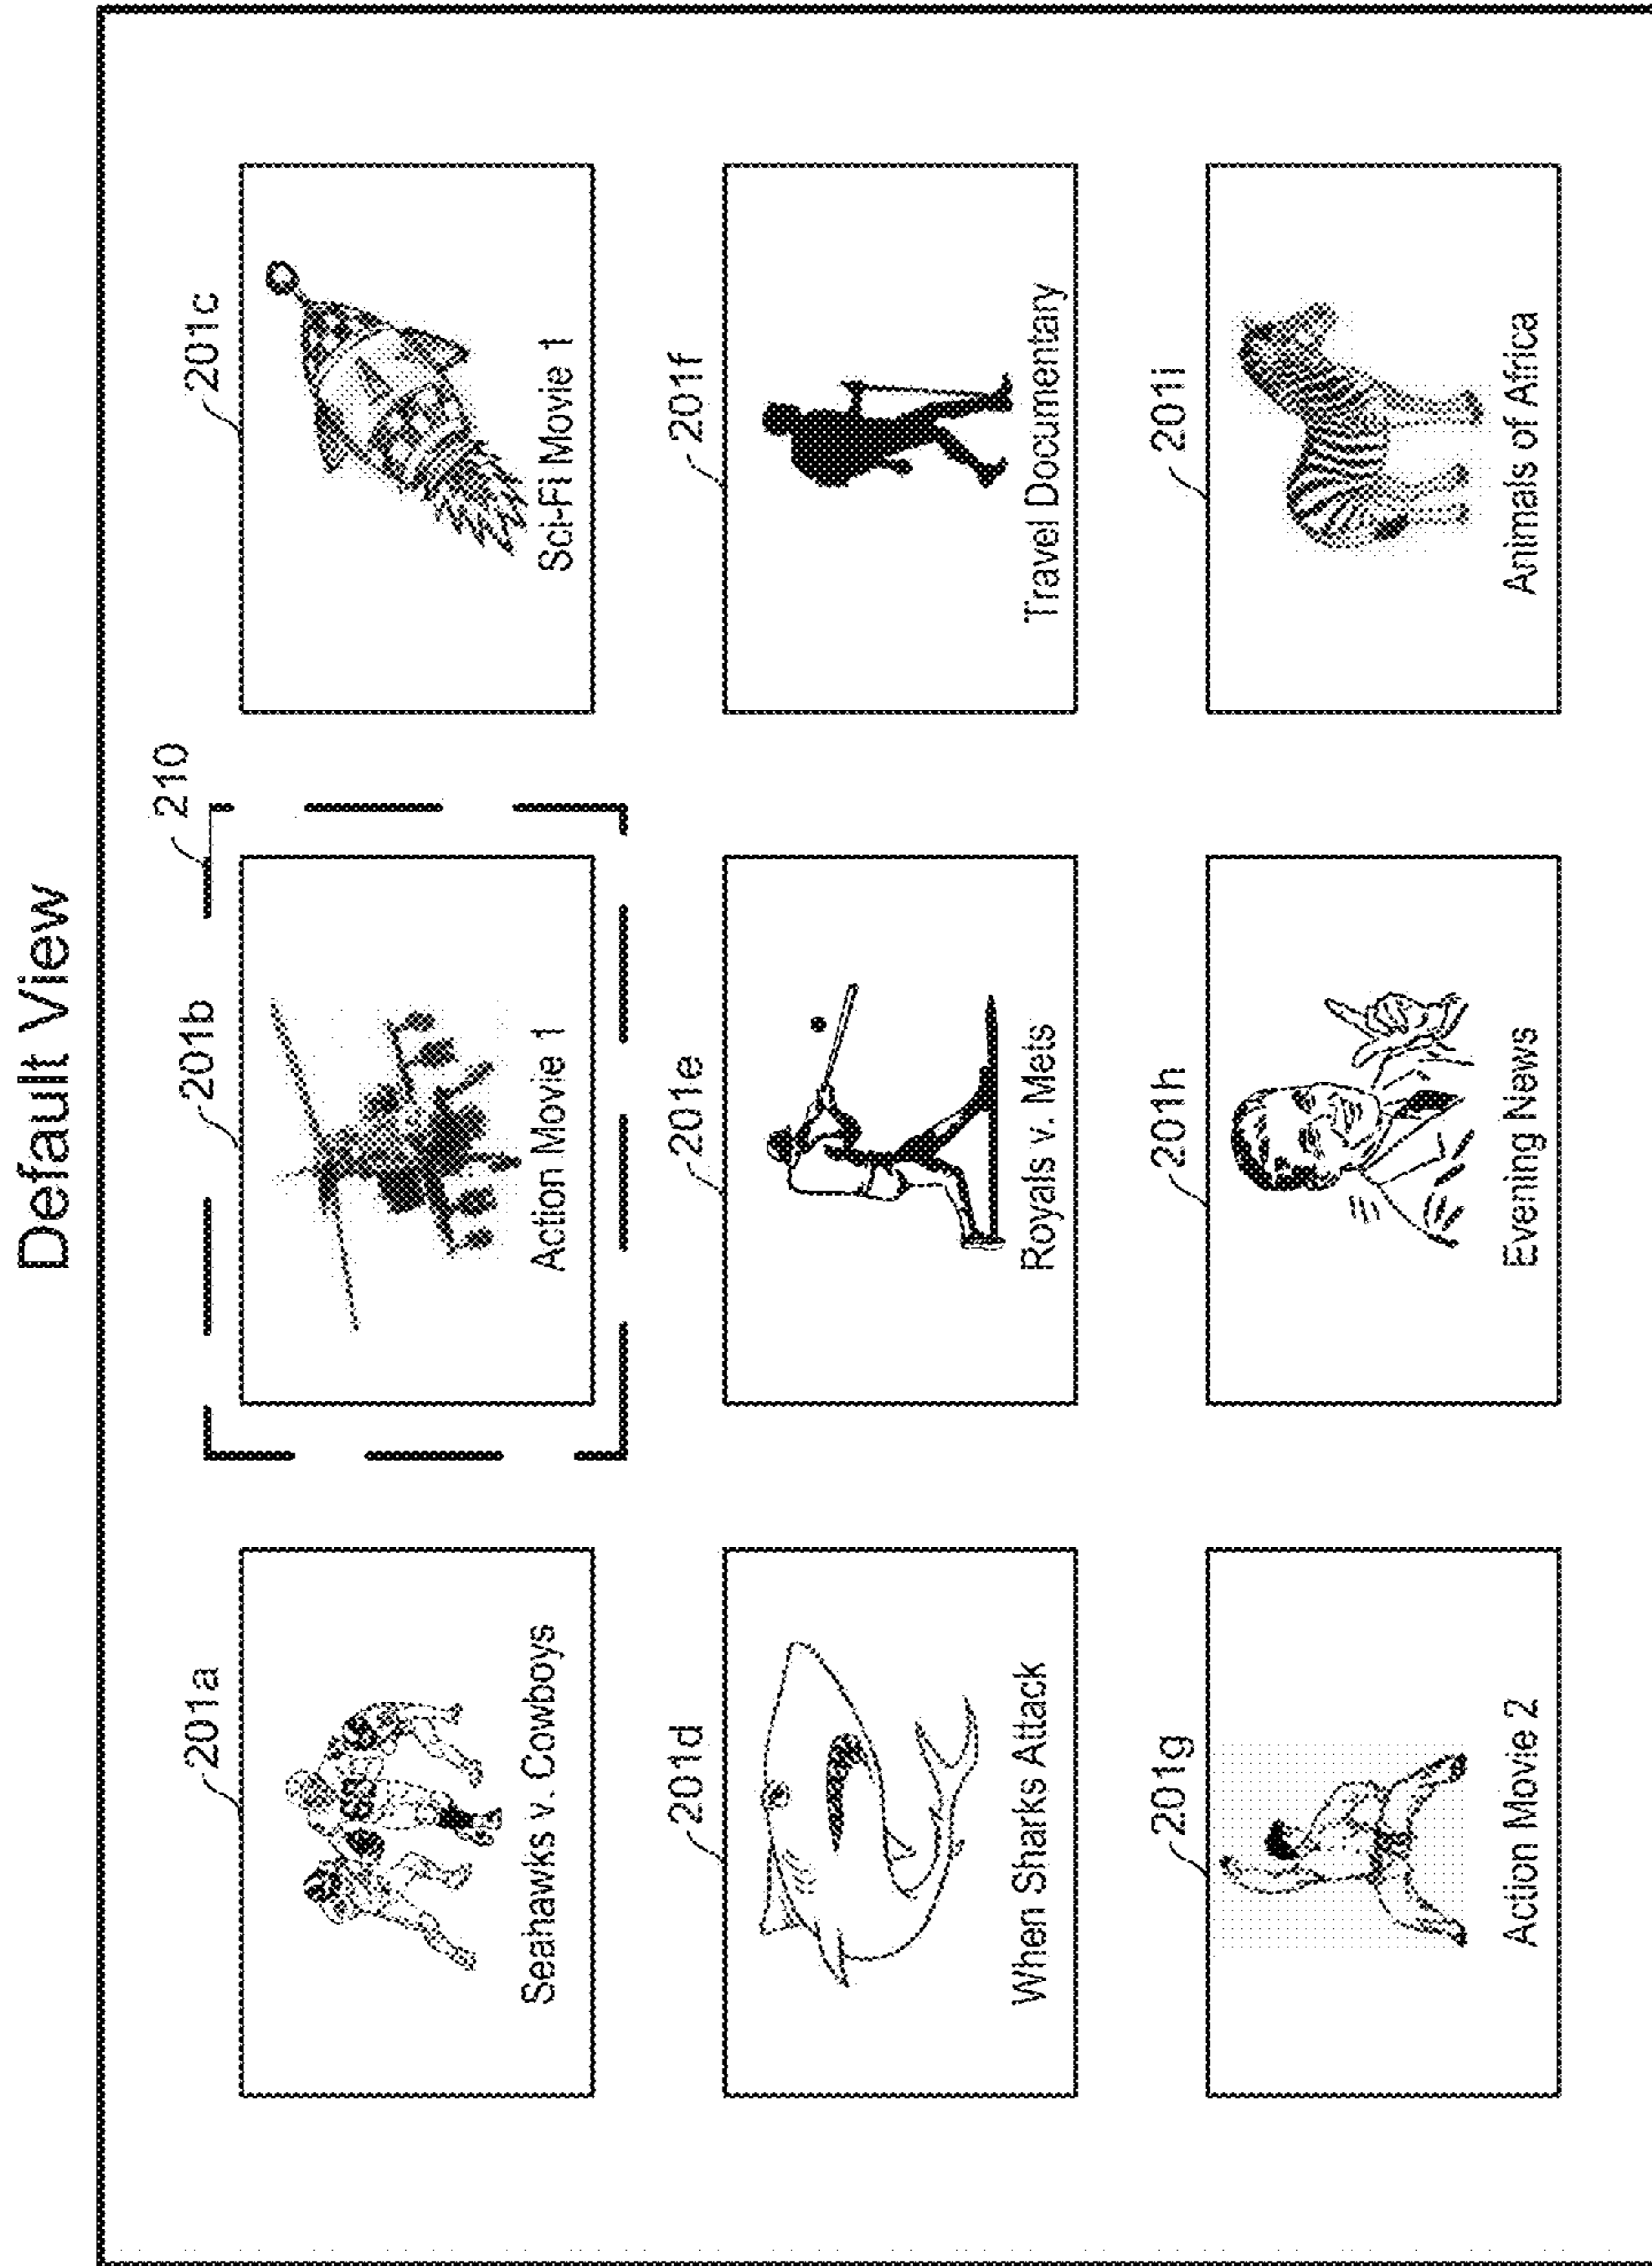 Default View
210
201a
201b
201c
Seahawks v. Cowboys
Action Movie 1
Sci-Fi Movie 1
201d
201e
201f
When Sharks Attack
Royals v. Mets
Travel Documentary
201g
201h
201i
Action Movie 2
Evening News
Animals of Africa